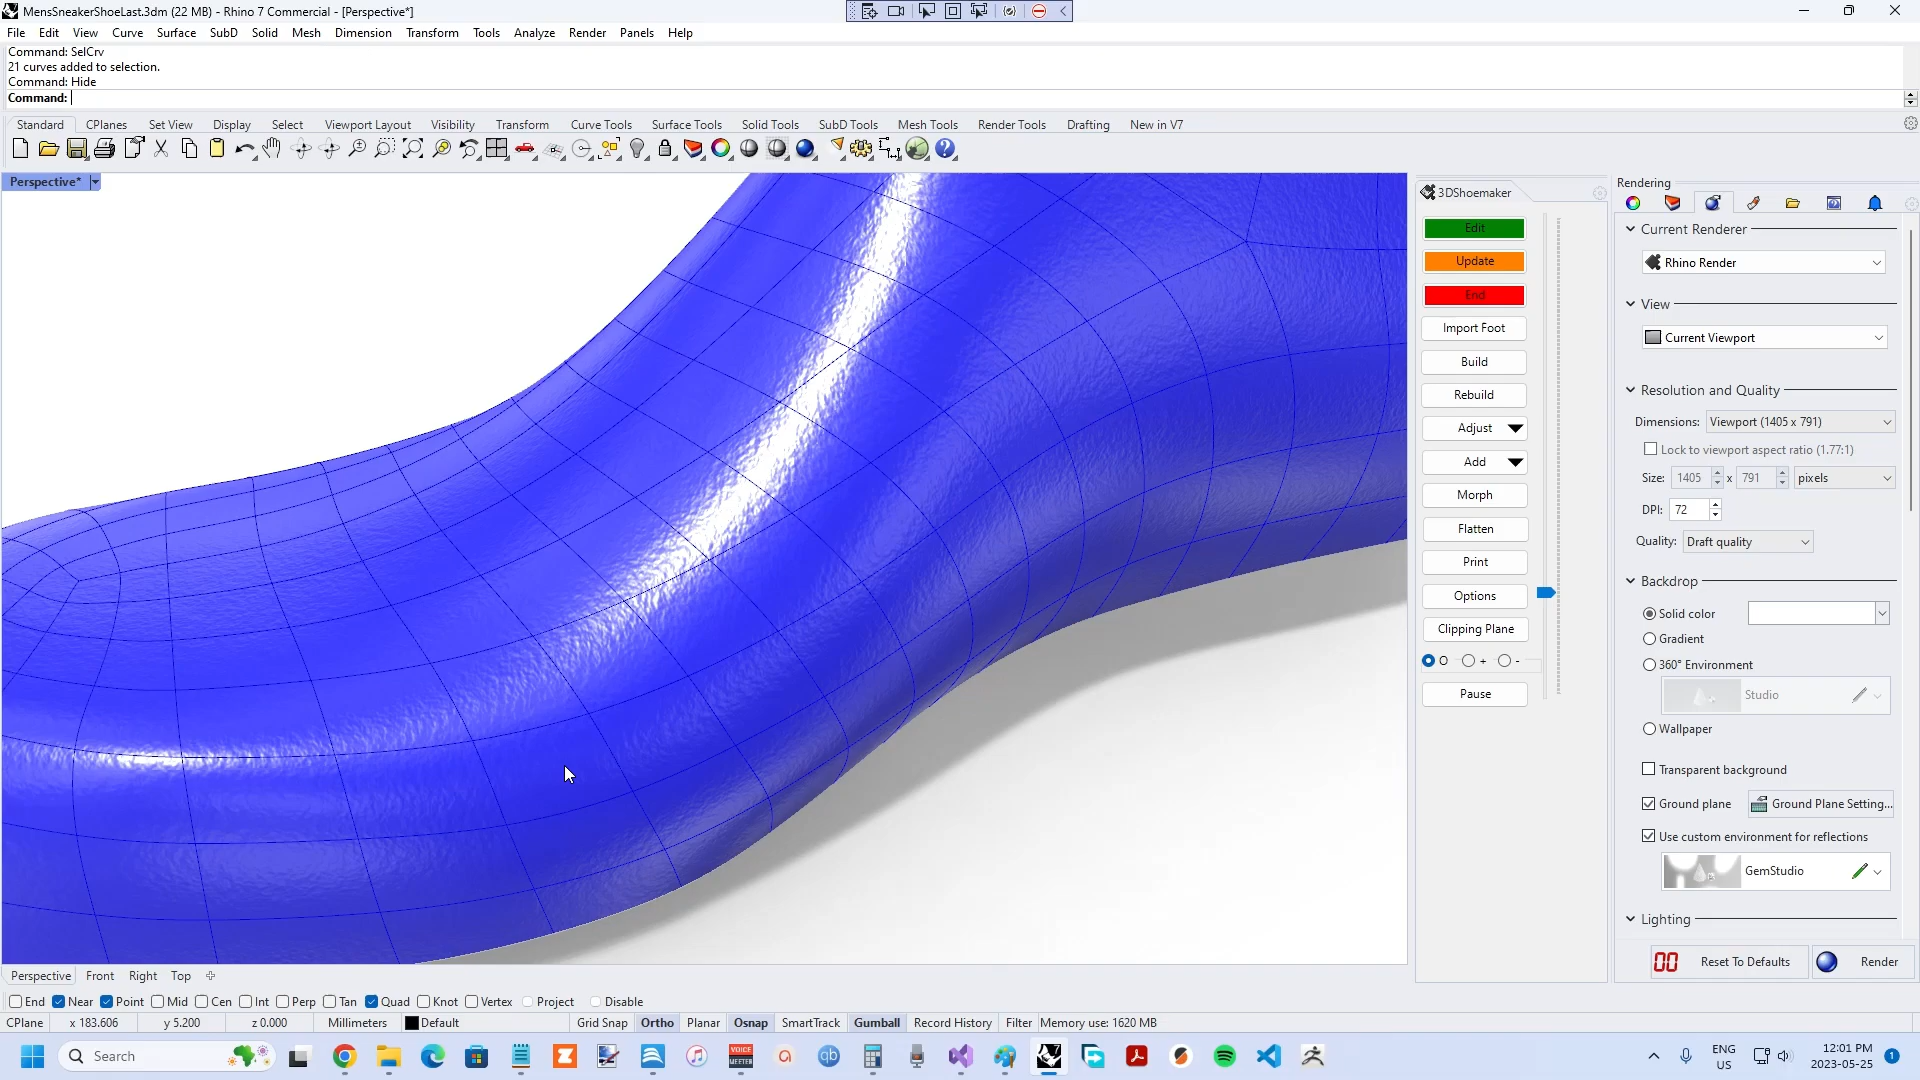 MensSneakerShoeLast.3dm (22 MB) - Rhino 7 Commercial - [Perspective*]
File Edit View Curve Surface SubD Solid Mesh Dimension Transform Tools Analyze Render Panels Help
Command: SelCrv
21 curves added to selection.
Command: Hide
Command:
Standard CPlanes Set View Display Select Viewport Layout Visibility Transform Curve Tools Surface Tools Solid Tools SubD Tools Mesh Tools Render Tools Drafting New in V7
Perspective*
3DShoemaker
Edit
Update
End
Import Foot
Build
Rebuild
Adjust
Add
Morph
Flatten
Print
Options
Clipping Plane
O + -
Pause
Rendering
Current Renderer
Rhino Render
View
Current Viewport
Resolution and Quality
Dimensions: Viewport (1405 x 791)
Lock to viewport aspect ratio (1.77:1)
Size: 1405 x 791 pixels
DPI: 72
Quality: Draft quality
Backdrop
Solid color
Gradient
360° Environment
Studio
Wallpaper
Transparent background
Ground plane Ground Plane Setting...
Use custom environment for reflections
GemStudio
Lighting
Reset To Defaults Render
Perspective Front Right Top
End Near Point Mid Cen Int Perp Tan Quad Knot Vertex Project Disable
CPlane x 183.606 y 5.200 z 0.000 Millimeters Default Grid Snap Ortho Planar Osnap SmartTrack Gumball Record History Filter Memory use: 1620 MB
Search
VOICE
MEETER
qb
ENG
US
12:01 PM
2023-05-25
1